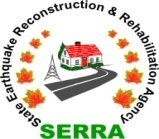 State Earthquake Reconstruction & Rehabilitation Agency
SERRA